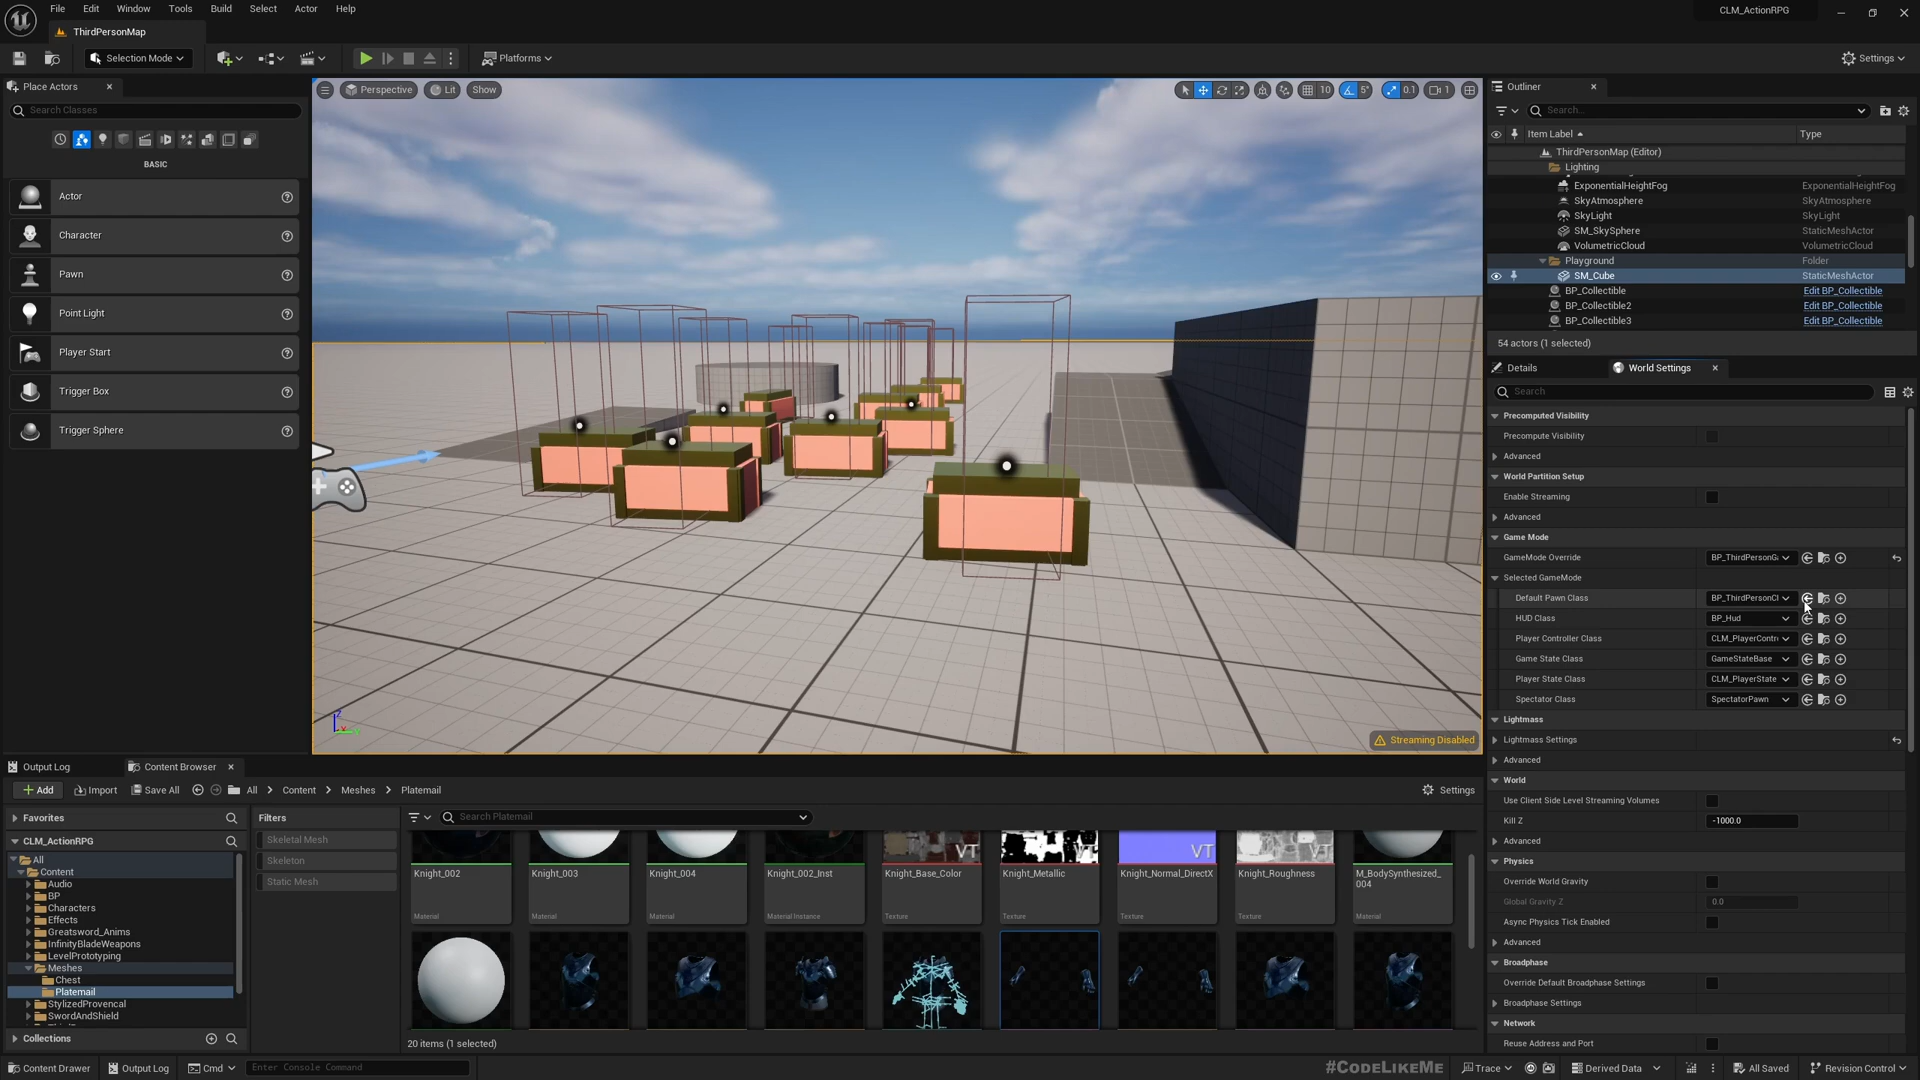 File Edit Window Tools Build Select Actor Help
CLM_ActionRPG
ThirdPersonMap
Selection Mode
Platforms
Settings
Place Actors
Search Classes
BASIC
Actor
Character
Pawn
Point Light
Player Start
Trigger Box
Trigger Sphere
Perspective Lit Show
10 5° 0.1 1
Streaming Disabled
Outliner
Search...
Item Label Type
ThirdPersonMap (Editor)
Lighting
ExponentialHeightFog ExponentialHeightFog
SkyAtmosphere SkyAtmosphere
SkyLight SkyLight
SM_SkySphere StaticMeshActor
VolumetricCloud VolumetricCloud
Playground Folder
SM_Cube StaticMeshActor
BP_Collectible Edit BP_Collectible
BP_Collectible2 Edit BP_Collectible
BP_Collectible3 Edit BP_Collectible
54 actors (1 selected)
Details World Settings
Search
Precomputed Visibility
Precompute Visibility
Advanced
World Partition Setup
Enable Streaming
Advanced
Game Mode
GameMode Override BP_ThirdPersonGa
Selected GameMode
Default Pawn Class BP_ThirdPersonCl
HUD Class BP_Hud
Player Controller Class CLM_PlayerContr
Game State Class GameStateBase
Player State Class CLM_PlayerState
Spectator Class SpectatorPawn
Lightmass
Lightmass Settings
Advanced
World
Use Client Side Level Streaming Volumes
Kill Z -1000.0
Advanced
Physics
Override World Gravity
Global Gravity Z 0.0
Async Physics Tick Enabled
Advanced
Broadphase
Override Default Broadphase Settings
Broadphase Settings
Network
Reuse Address and Port
Output Log Content Browser
Add Import Save All All Content Meshes Platemail
Settings
Favorites
CLM_ActionRPG
All
Content
Audio
BP
Characters
Effects
Greatsword_Anims
InfinityBladeWeapons
LevelPrototyping
Meshes
Chest
Platemail
StylizedProvencal
SwordAndShield
Collections
Filters
Skeletal Mesh
Skeleton
Static Mesh
Search Platemail
VT VT VT
Knight_002 Knight_003 Knight_004 Knight_002_Inst Knight_Base_Color Knight_Metallic Knight_Normal_DirectX Knight_Roughness M_BodySynthesized_
004
Material Material Material Material Instance Texture Texture Texture Texture Material
20 items (1 selected)
Content Drawer Output Log Cmd Enter Console Command
#CODELIKEME
Trace Derived Data All Saved Revision Control